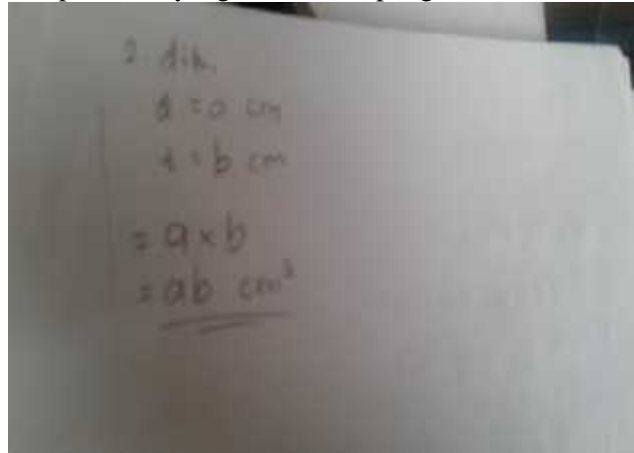 2. dik.
a = a cm
t = b cm
= a x b
= ab cm²